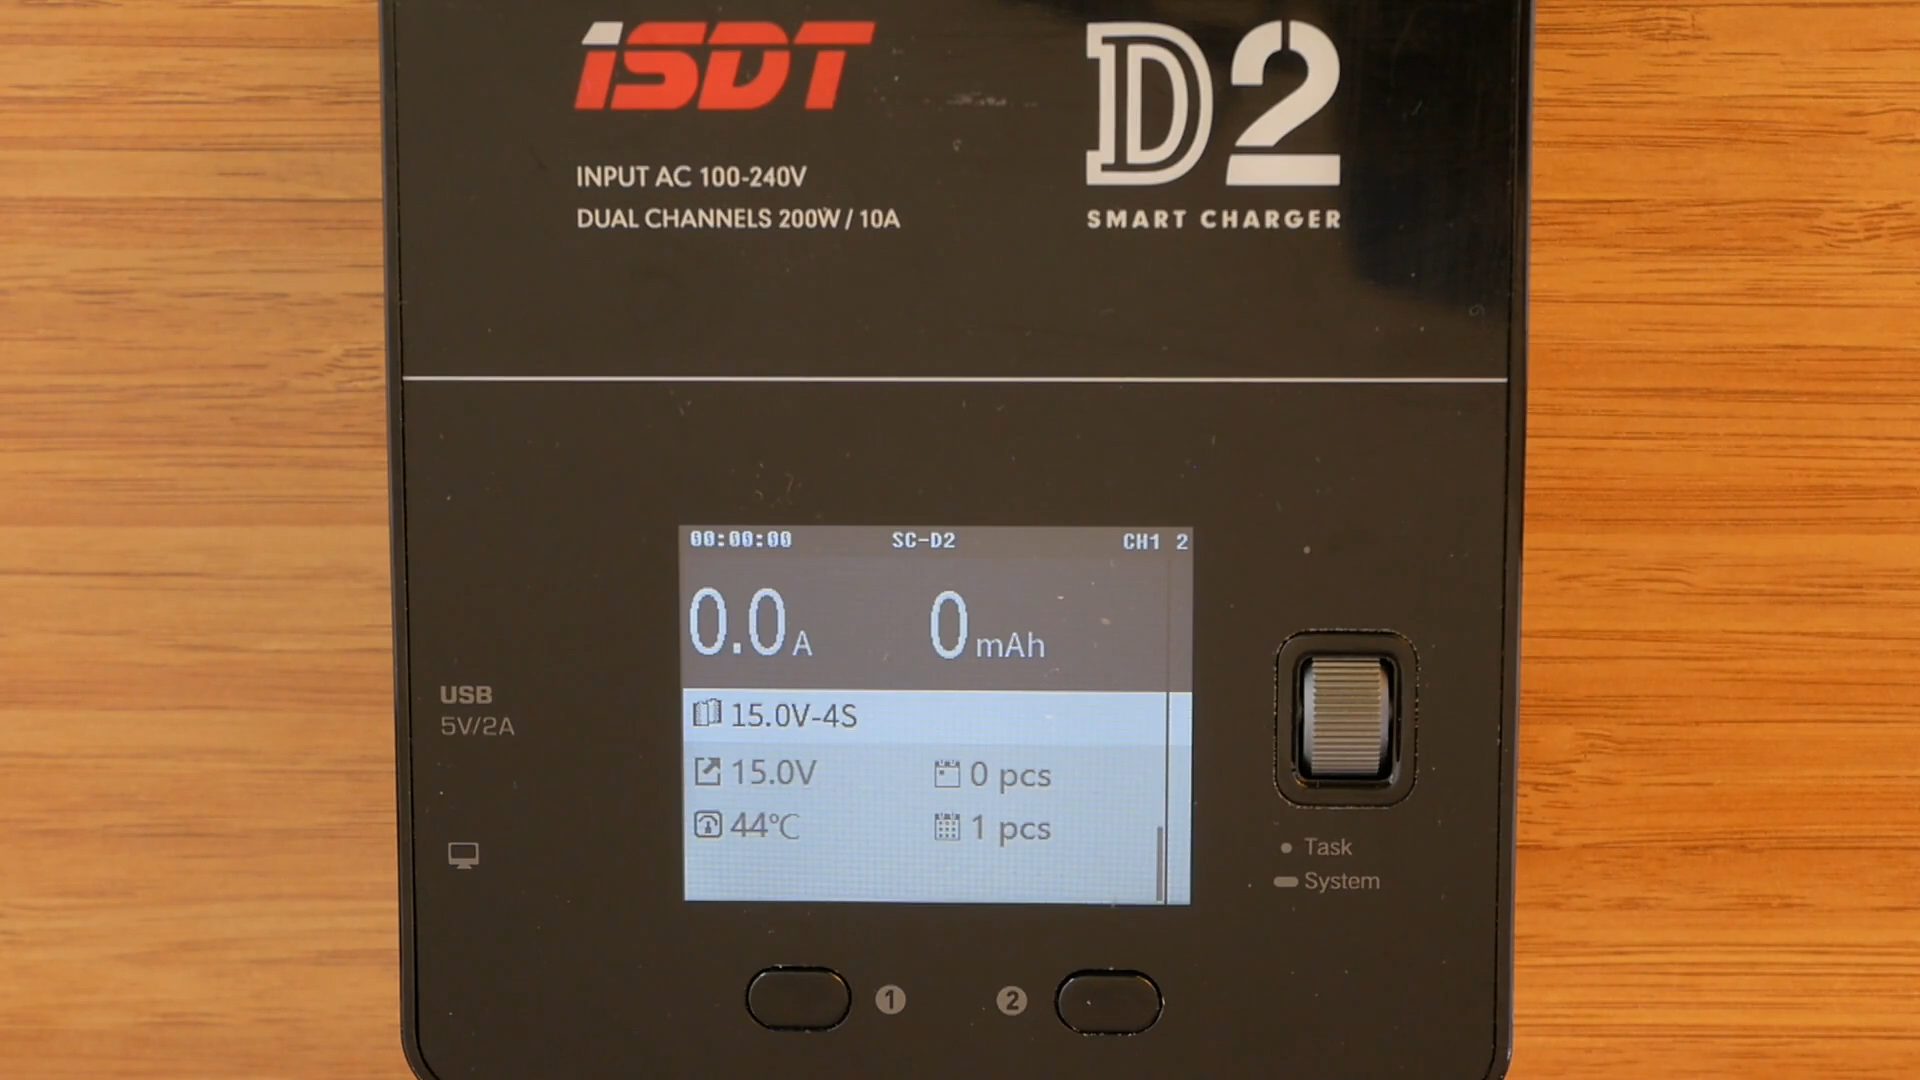 iSDT
D2
INPUT AC 100-240V
DUAL CHANNELS 200W / 10A
SMART CHARGER
00:00:00 SC-D2 CH1 2
0.0A 0mAh
15.0V-4S
15.0V 0 pcs
44℃ 1 pcs
USB
5V/2A
Task
System
1 2